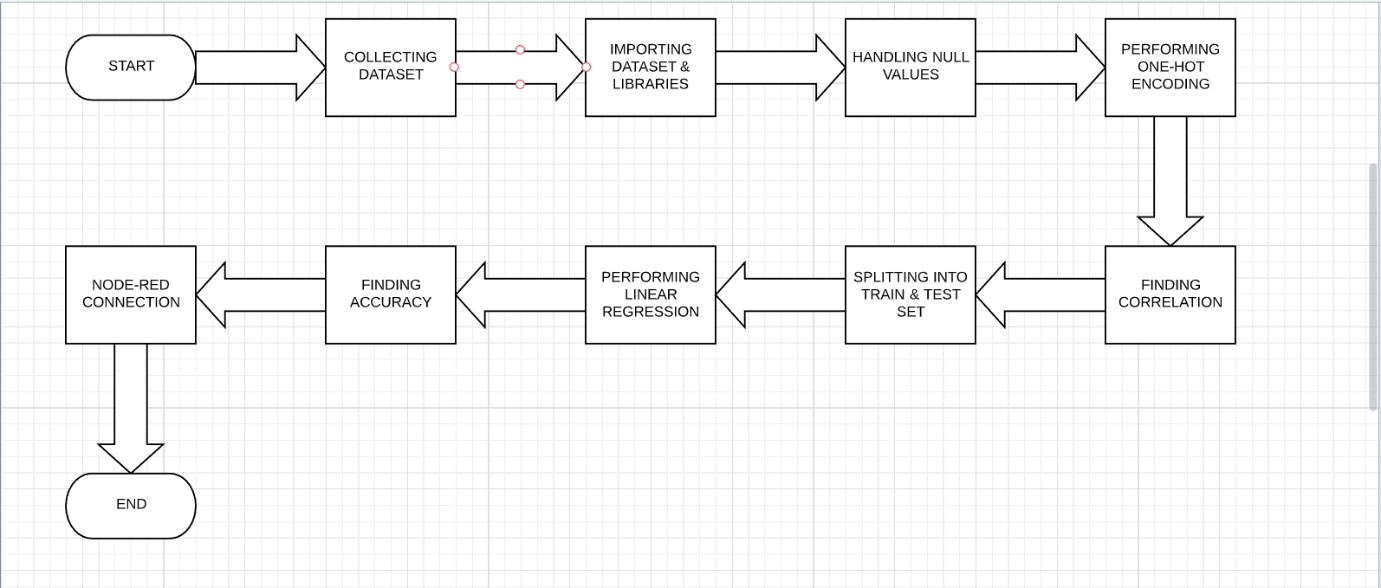 START
COLLECTING
DATASET
IMPORTING
DATASET &
LIBRARIES
HANDLING NULL
VALUES
PERFORMING
ONE-HOT
ENCODING
FINDING
CORRELATION
SPLITTING INTO
TRAIN & TEST
SET
PERFORMING
LINEAR
REGRESSION
FINDING
ACCURACY
NODE-RED
CONNECTION
END